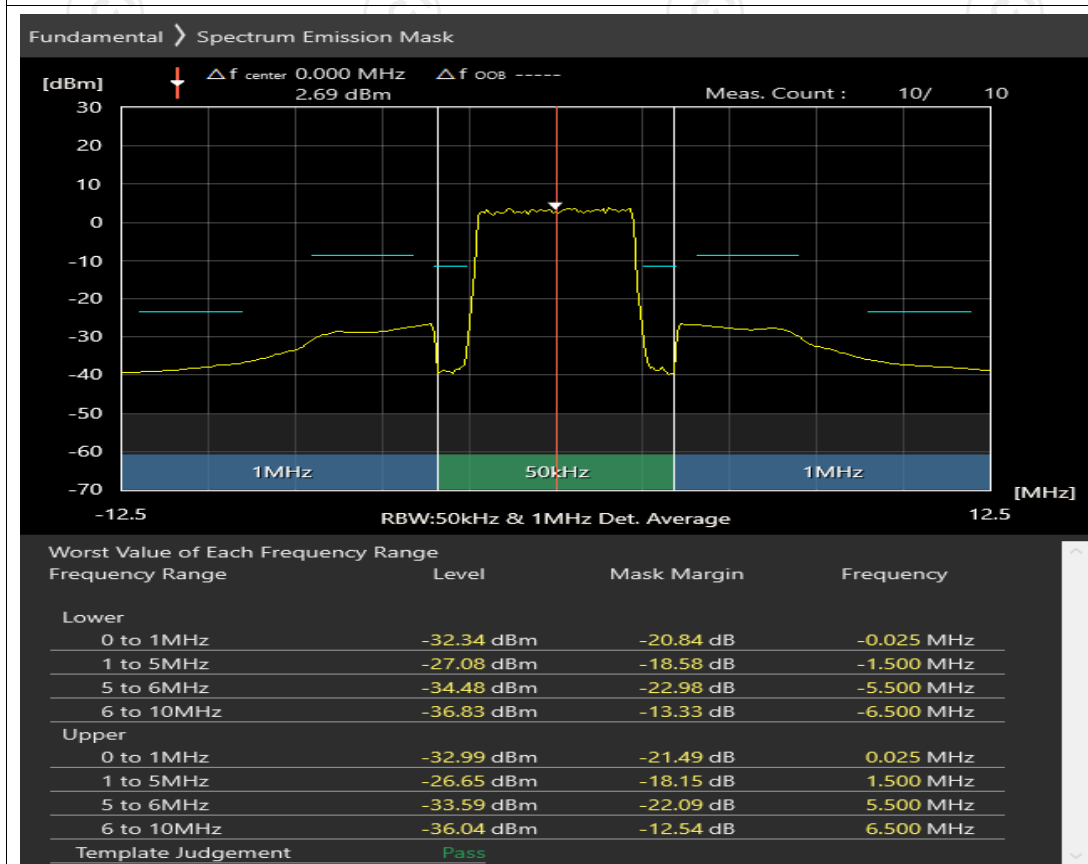 Fundamental ❯ Spectrum Emission Mask
[dBm] △ f center 0.000 MHz △ f OOB -----
2.69 dBm Meas. Count : 10/ 10
30
20
10
0
-10
-20
-30
-40
-50
-60
-70
1MHz 50kHz 1MHz
[MHz]
-12.5 RBW:50kHz & 1MHz Det. Average 12.5
Worst Value of Each Frequency Range
Frequency Range Level Mask Margin Frequency
Lower
0 to 1MHz -32.34 dBm -20.84 dB -0.025 MHz
1 to 5MHz -27.08 dBm -18.58 dB -1.500 MHz
5 to 6MHz -34.48 dBm -22.98 dB -5.500 MHz
6 to 10MHz -36.83 dBm -13.33 dB -6.500 MHz
Upper
0 to 1MHz -32.99 dBm -21.49 dB 0.025 MHz
1 to 5MHz -26.65 dBm -18.15 dB 1.500 MHz
5 to 6MHz -33.59 dBm -22.09 dB 5.500 MHz
6 to 10MHz -36.04 dBm -12.54 dB 6.500 MHz
Template Judgement Pass